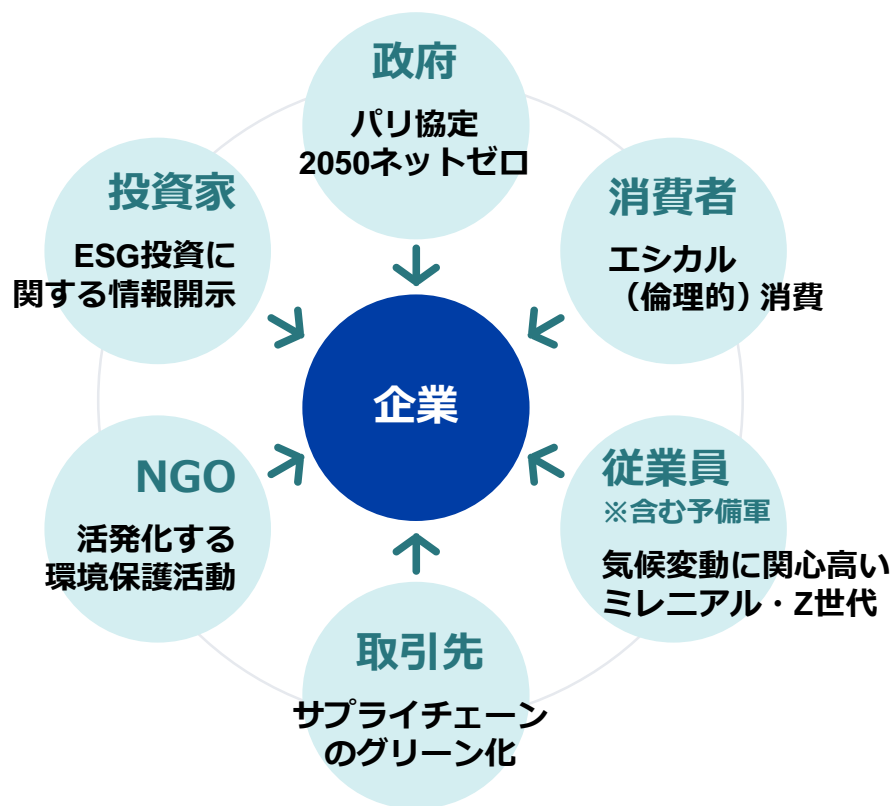 政府
パリ協定
2050ネットゼロ
投資家
ESG投資に
関する情報開示
消費者
エシカル
（倫理的）消費
企業
NGO
活発化する
環境保護活動
従業員
※含む予備軍
気候変動に関心高い
ミレニアル・Z世代
取引先
サプライチェーン
のグリーン化